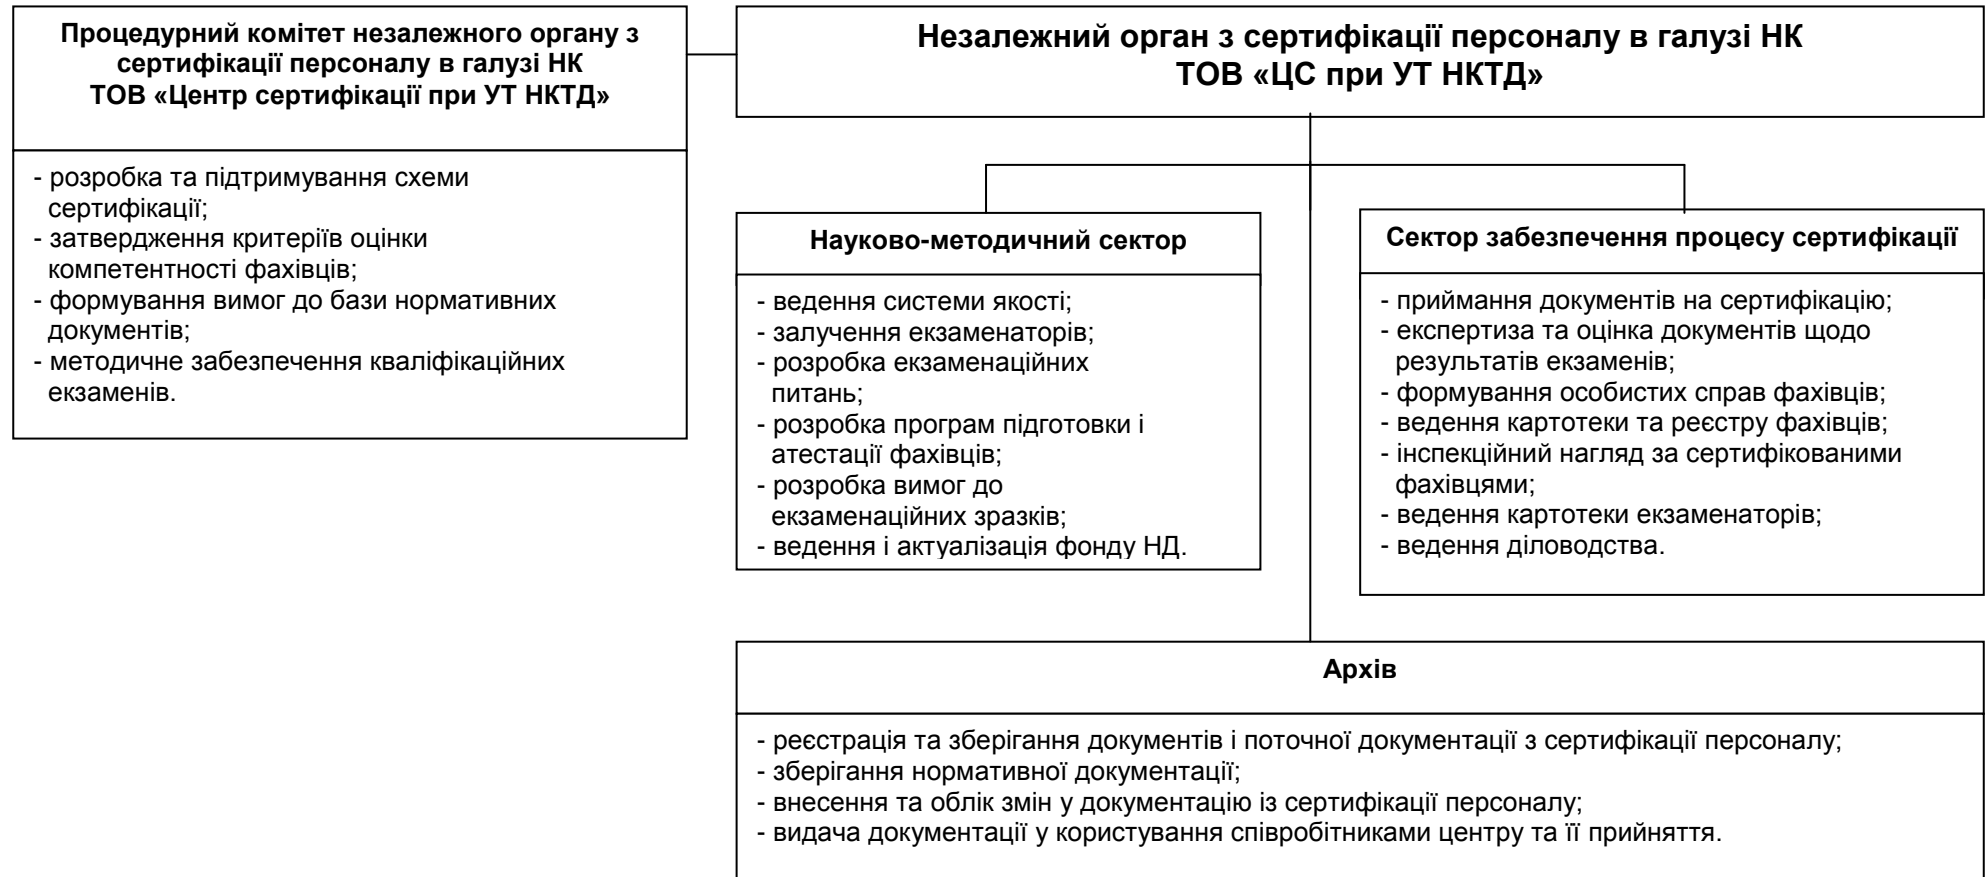 Процедурний комітет незалежного органу з
сертифікації персоналу в галузі НК
ТОВ «Центр сертифікації при УТ НКТД»
- розробка та підтримування схеми
сертифікації;
- затвердження критеріїв оцінки
компетентності фахівців;
- формування вимог до бази нормативних
документів;
- методичне забезпечення кваліфікаційних
екзаменів.
Незалежний орган з сертифікації персоналу в галузі НК
ТОВ «ЦС при УТ НКТД»
Науково-методичний сектор
- ведення системи якості;
- залучення екзаменаторів;
- розробка екзаменаційних
питань;
- розробка програм підготовки і
атестації фахівців;
- розробка вимог до
екзаменаційних зразків;
- ведення і актуалізація фонду НД.
Сектор забезпечення процесу сертифікації
- приймання документів на сертифікацію;
- експертиза та оцінка документів щодо
результатів екзаменів;
- формування особистих справ фахівців;
- ведення картотеки та реєстру фахівців;
- інспекційний нагляд за сертифікованими
фахівцями;
- ведення картотеки екзаменаторів;
- ведення діловодства.
Архів
- реєстрація та зберігання документів і поточної документації з сертифікації персоналу;
- зберігання нормативної документації;
- внесення та облік змін у документацію із сертифікації персоналу;
- видача документації у користування співробітниками центру та її прийняття.